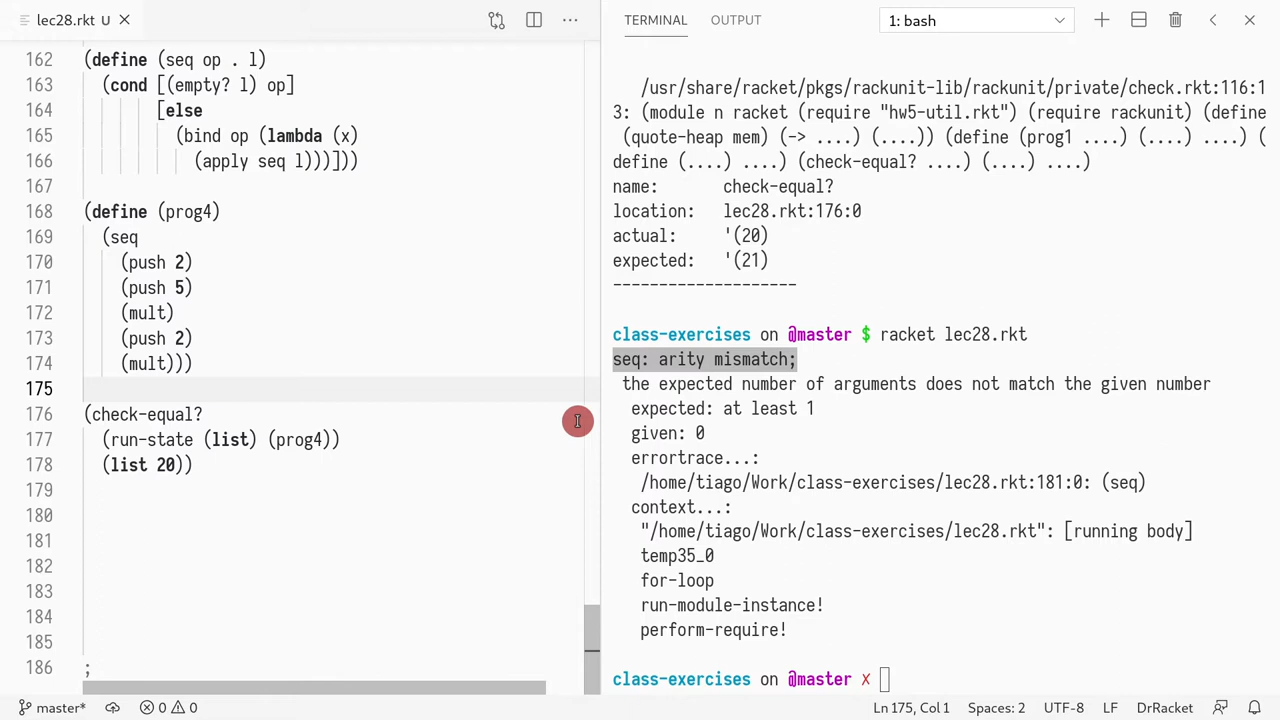 lec28.rkt U
162 (define (seq op . l)
163 (cond [(empty? l) op]
164 [else
165 (bind op (lambda (x)
166 (apply seq l)))]))
167
168 (define (prog4)
169 (seq
170 (push 2)
171 (push 5)
172 (mult)
173 (push 2)
174 (mult)))
175
176 (check-equal?
177 (run-state (list) (prog4))
178 (list 20))
179
180
181
182
183
184
185
186 ;
TERMINAL OUTPUT 1: bash
/usr/share/racket/pkgs/rackunit-lib/rackunit/private/check.rkt:116:1
3: (module n racket (require "hw5-util.rkt") (require rackunit) (define
(quote-heap mem) (-> ....) (....)) (define (prog1 ....) (....) ....) (
define (....) ....) (check-equal? ....) (....) ....)
name: check-equal?
location: lec28.rkt:176:0
actual: '(20)
expected: '(21)
--------------------
class-exercises on @master $ racket lec28.rkt
seq: arity mismatch;
the expected number of arguments does not match the given number
expected: at least 1
given: 0
errortrace...:
/home/tiago/Work/class-exercises/lec28.rkt:181:0: (seq)
context...:
"/home/tiago/Work/class-exercises/lec28.rkt": [running body]
temp35_0
for-loop
run-module-instance!
perform-require!
class-exercises on @master ✗
master* 0 0 Ln 175, Col 1 Spaces: 2 UTF-8 LF DrRacket